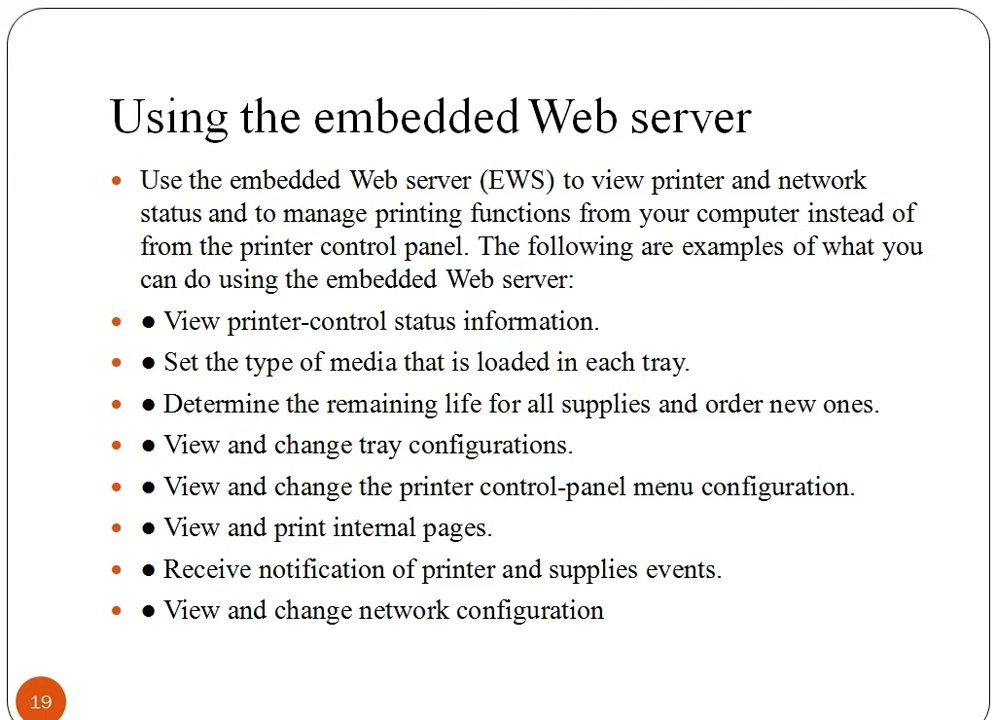 Using the embedded Web server
• Use the embedded Web server (EWS) to view printer and network
status and to manage printing functions from your computer instead of
from the printer control panel. The following are examples of what you
can do using the embedded Web server:
• ● View printer-control status information.
• ● Set the type of media that is loaded in each tray.
• ● Determine the remaining life for all supplies and order new ones.
• ● View and change tray configurations.
• ● View and change the printer control-panel menu configuration.
• ● View and print internal pages.
• ● Receive notification of printer and supplies events.
• ● View and change network configuration
19